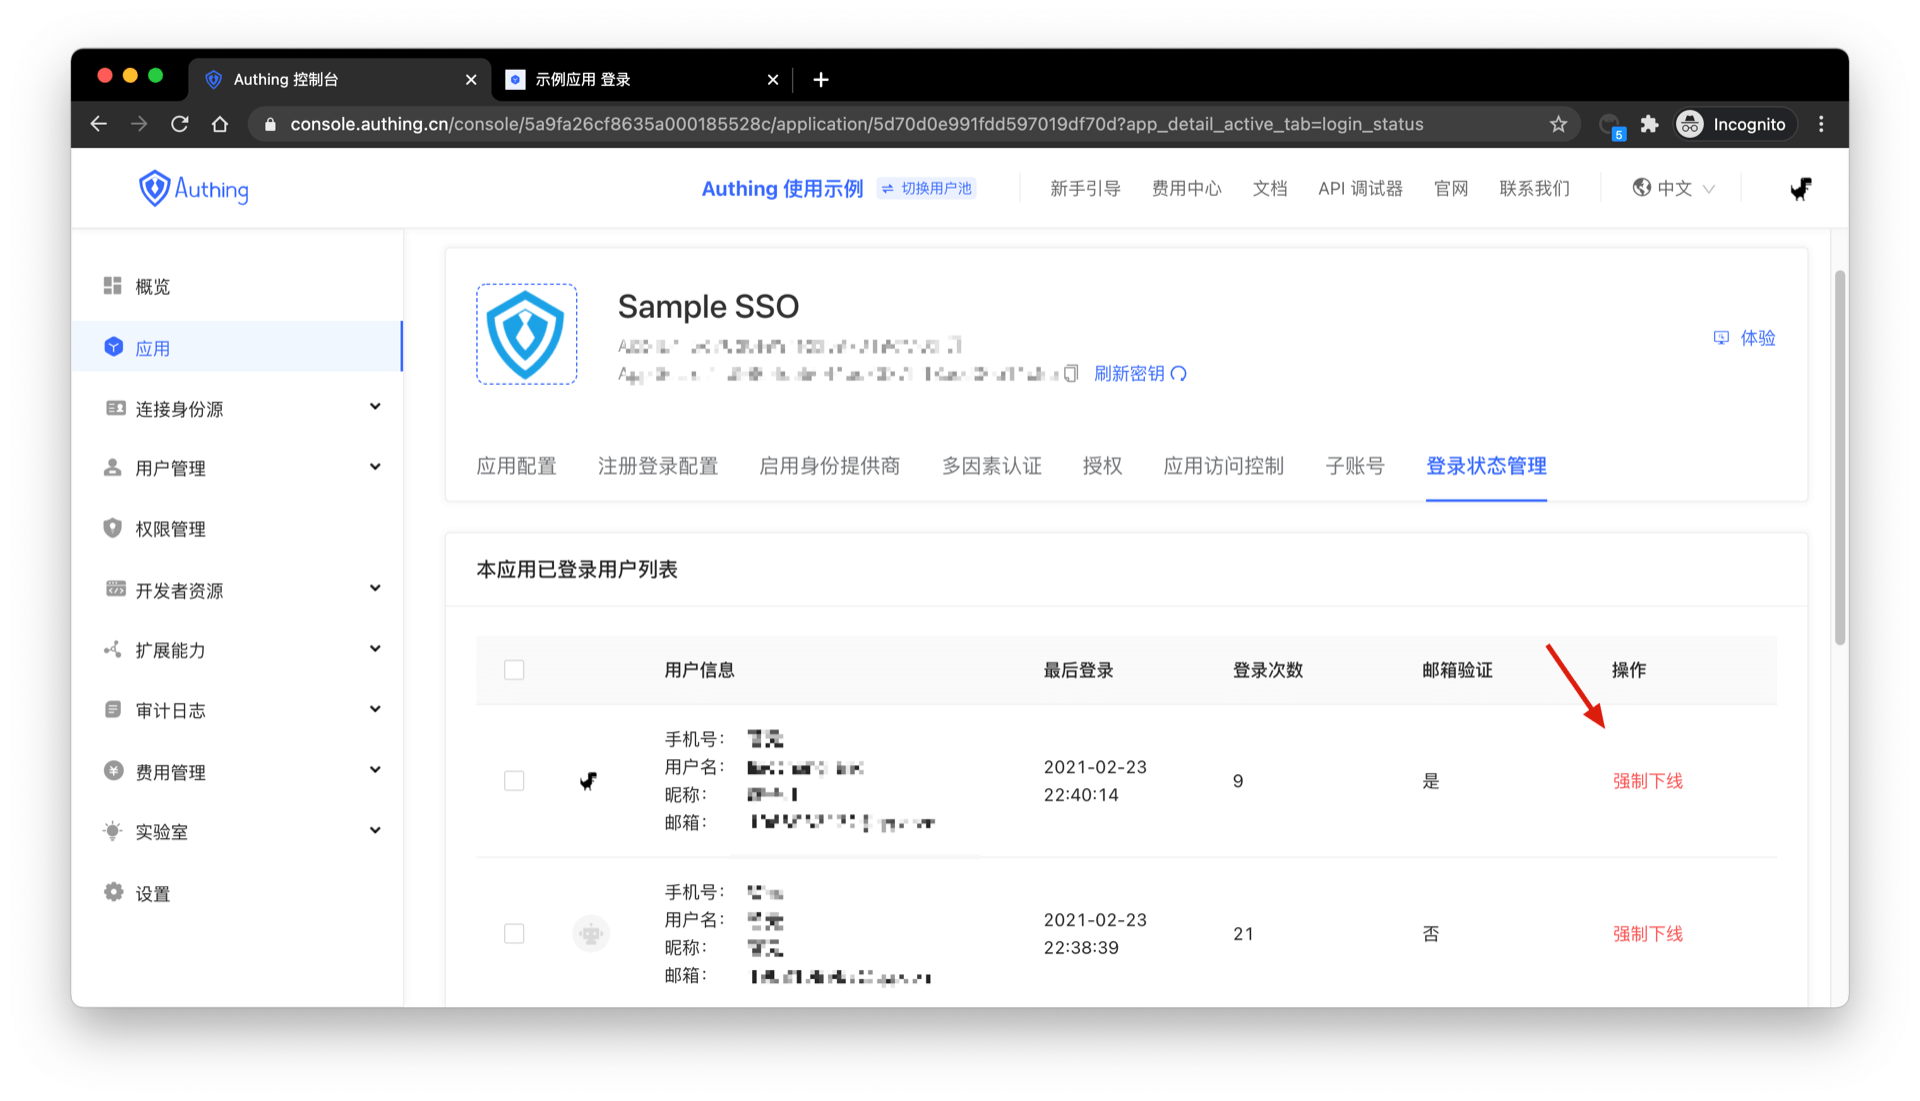 Authing 控制台
示例应用 登录
console.authing.cn/console/5a9fa26cf8635a000185528c/application/5d70d0e991fdd597019df70d?app_detail_active_tab=login_status
5
Incognito
Authing
Authing 使用示例
切换用户池
新手引导
费用中心
文档
API 调试器
官网
联系我们
中文
概览
应用
连接身份源
用户管理
权限管理
开发者资源
扩展能力
审计日志
费用管理
实验室
设置
Sample SSO
刷新密钥
体验
应用配置
注册登录配置
启用身份提供商
多因素认证
授权
应用访问控制
子账号
登录状态管理
本应用已登录用户列表
用户信息
最后登录
登录次数
邮箱验证
操作
手机号：
用户名：
昵称：
邮箱：
2021-02-23
22:40:14
9
是
强制下线
手机号：
用户名：
昵称：
邮箱：
2021-02-23
22:38:39
21
否
强制下线